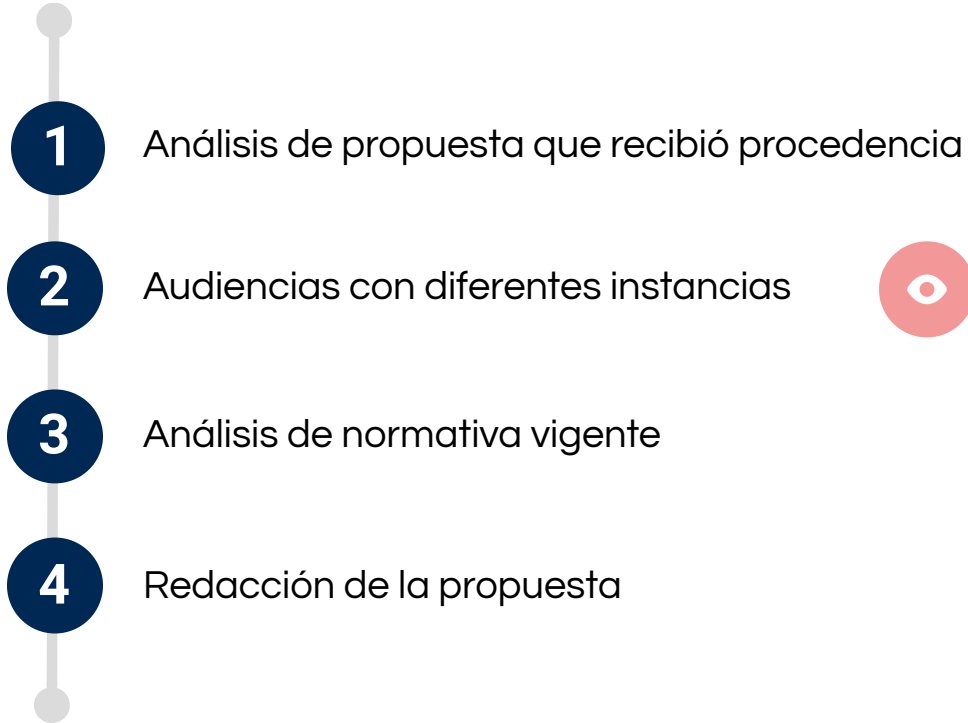 1 Análisis de propuesta que recibió procedencia
2 Audiencias con diferentes instancias
3 Análisis de normativa vigente
4 Redacción de la propuesta